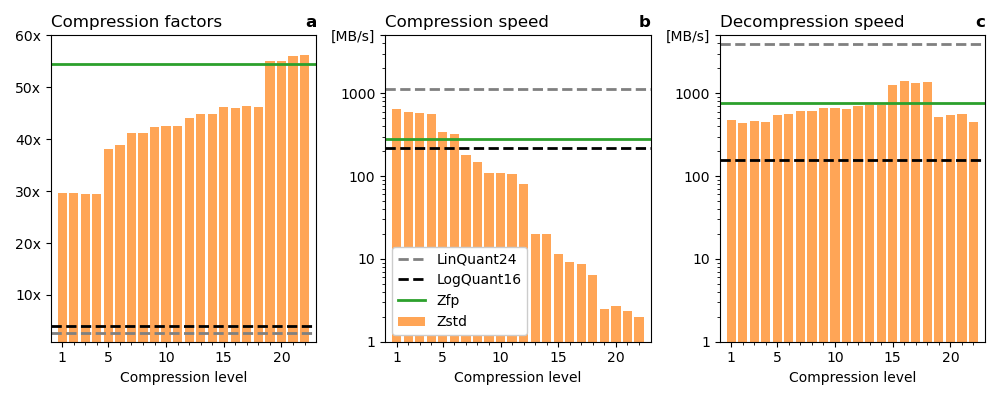 Compression factors a
60x
50x
40x
30x
20x
10x
1 5 10 15 20
Compression level
Compression speed b
[MB/s]
1000
100
10
1
LinQuant24
LogQuant16
Zfp
Zstd
1 5 10 15 20
Compression level
Decompression speed c
[MB/s]
1000
100
10
1
1 5 10 15 20
Compression level